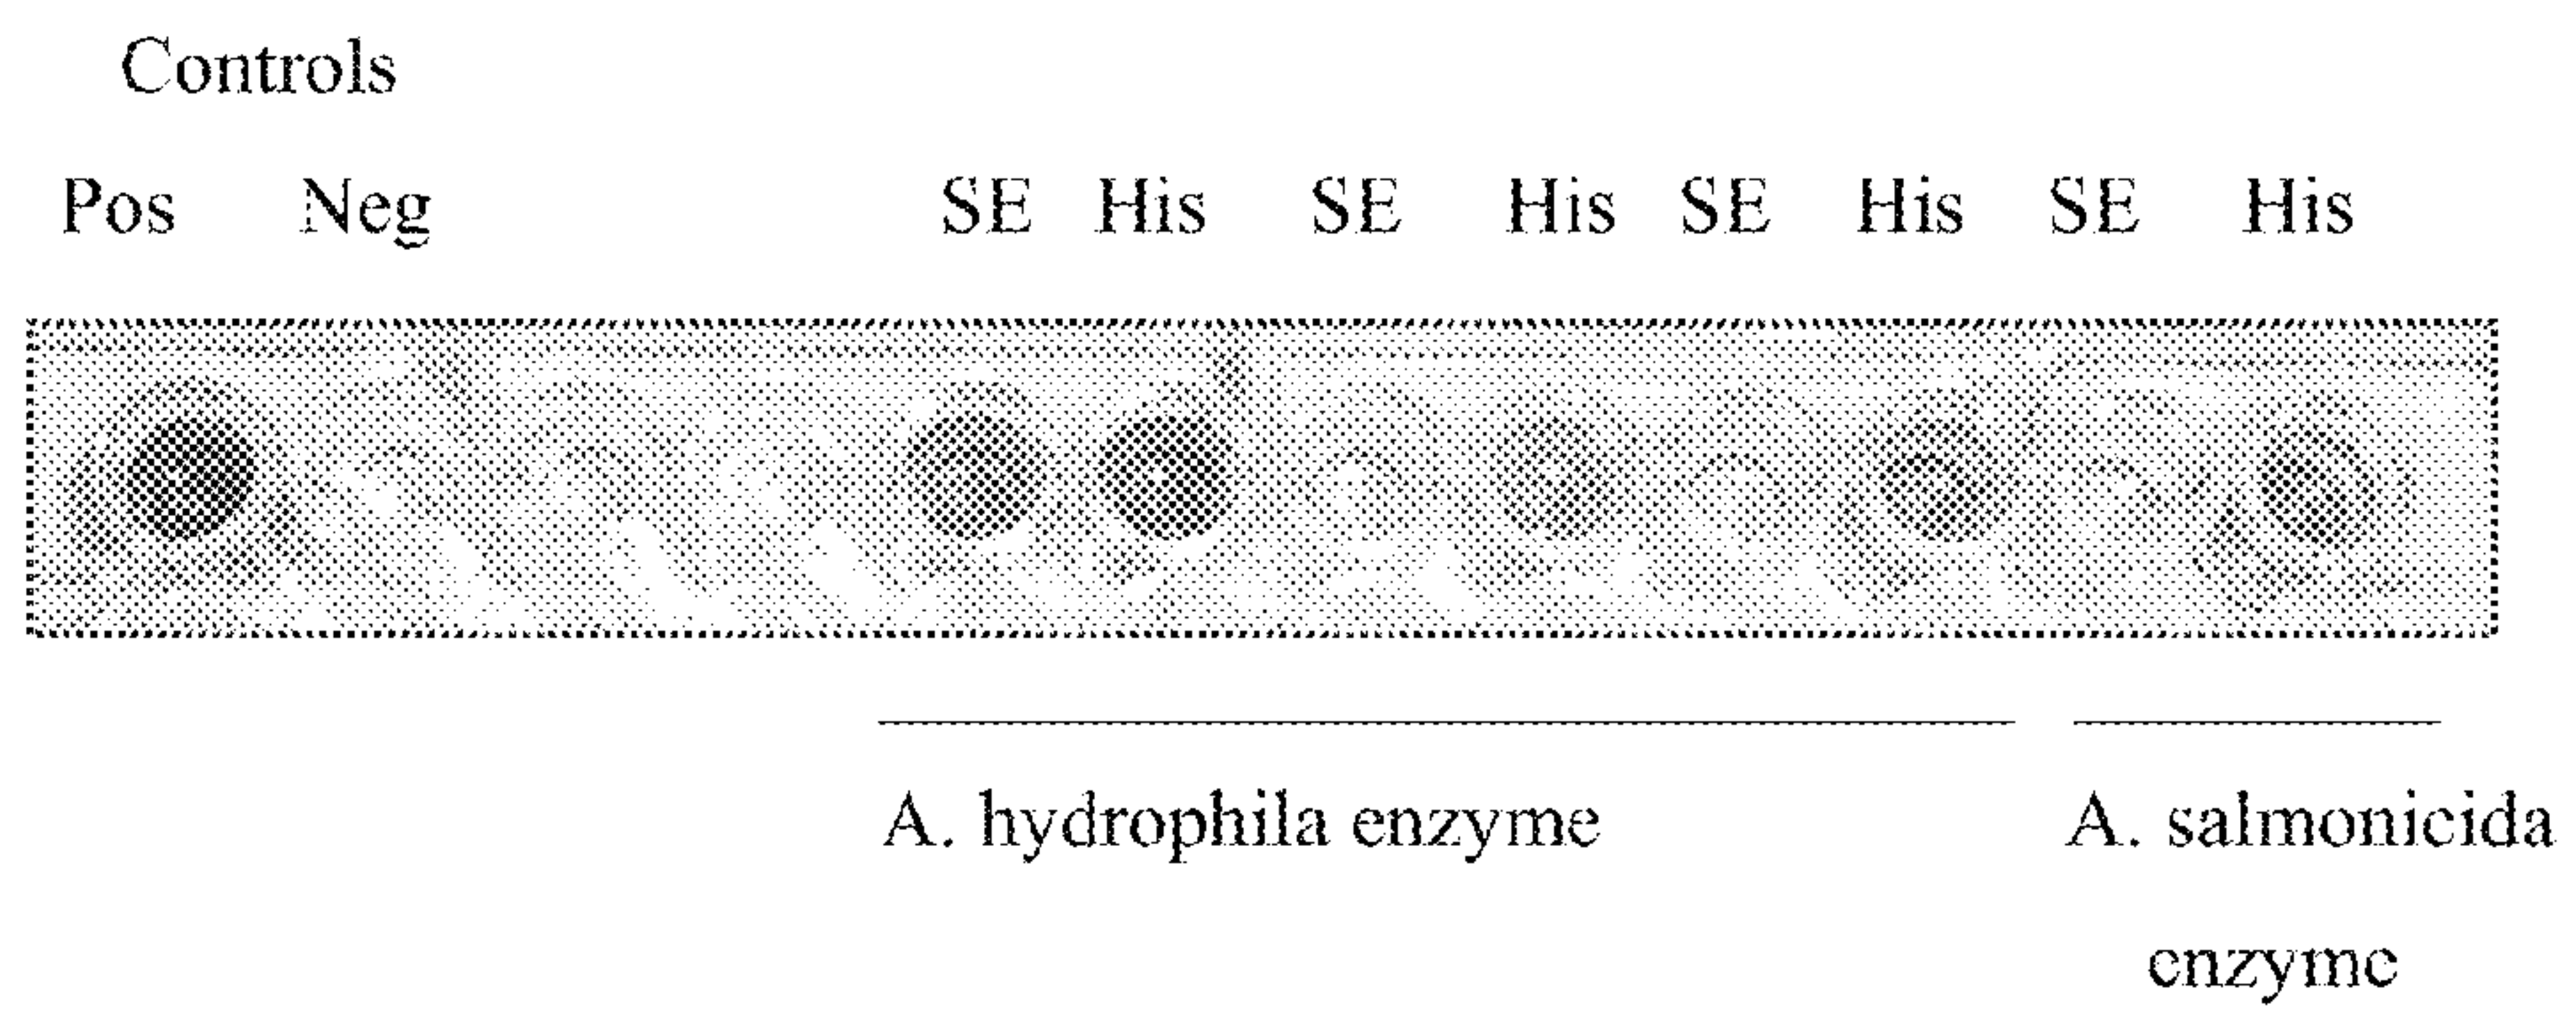 Controls
Pos Neg SE His SE His SE His SE His
A. hydrophila enzyme A. salmonicida
enzyme